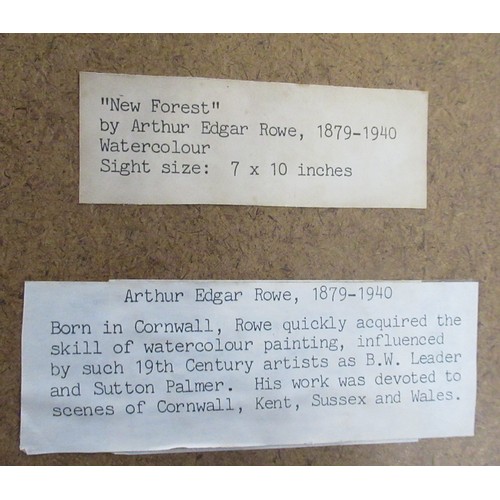 "New Forest"
by Arthur Edgar Rowe, 1879-1940
Watercolour
Sight size: 7 x 10 inches
Arthur Edgar Rowe, 1879-1940
Born in Cornwall, Rowe quickly acquired the
skill of watercolour painting, influenced
by such 19th Century artists as B.W. Leader
and Sutton Palmer. His work was devoted to
scenes of Cornwall, Kent, Sussex and Wales.